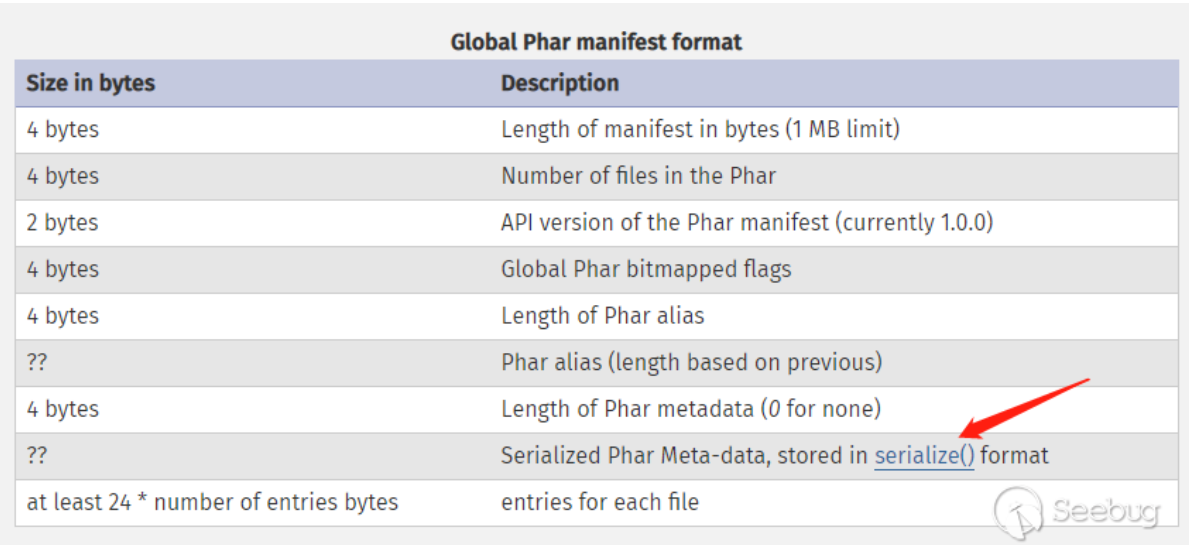 Global Phar manifest format
Size in bytes Description
4 bytes Length of manifest in bytes (1 MB limit)
4 bytes Number of files in the Phar
2 bytes API version of the Phar manifest (currently 1.0.0)
4 bytes Global Phar bitmapped flags
4 bytes Length of Phar alias
?? Phar alias (length based on previous)
4 bytes Length of Phar metadata (0 for none)
?? Serialized Phar Meta-data, stored in serialize() format
at least 24 * number of entries bytes entries for each file
Seebug